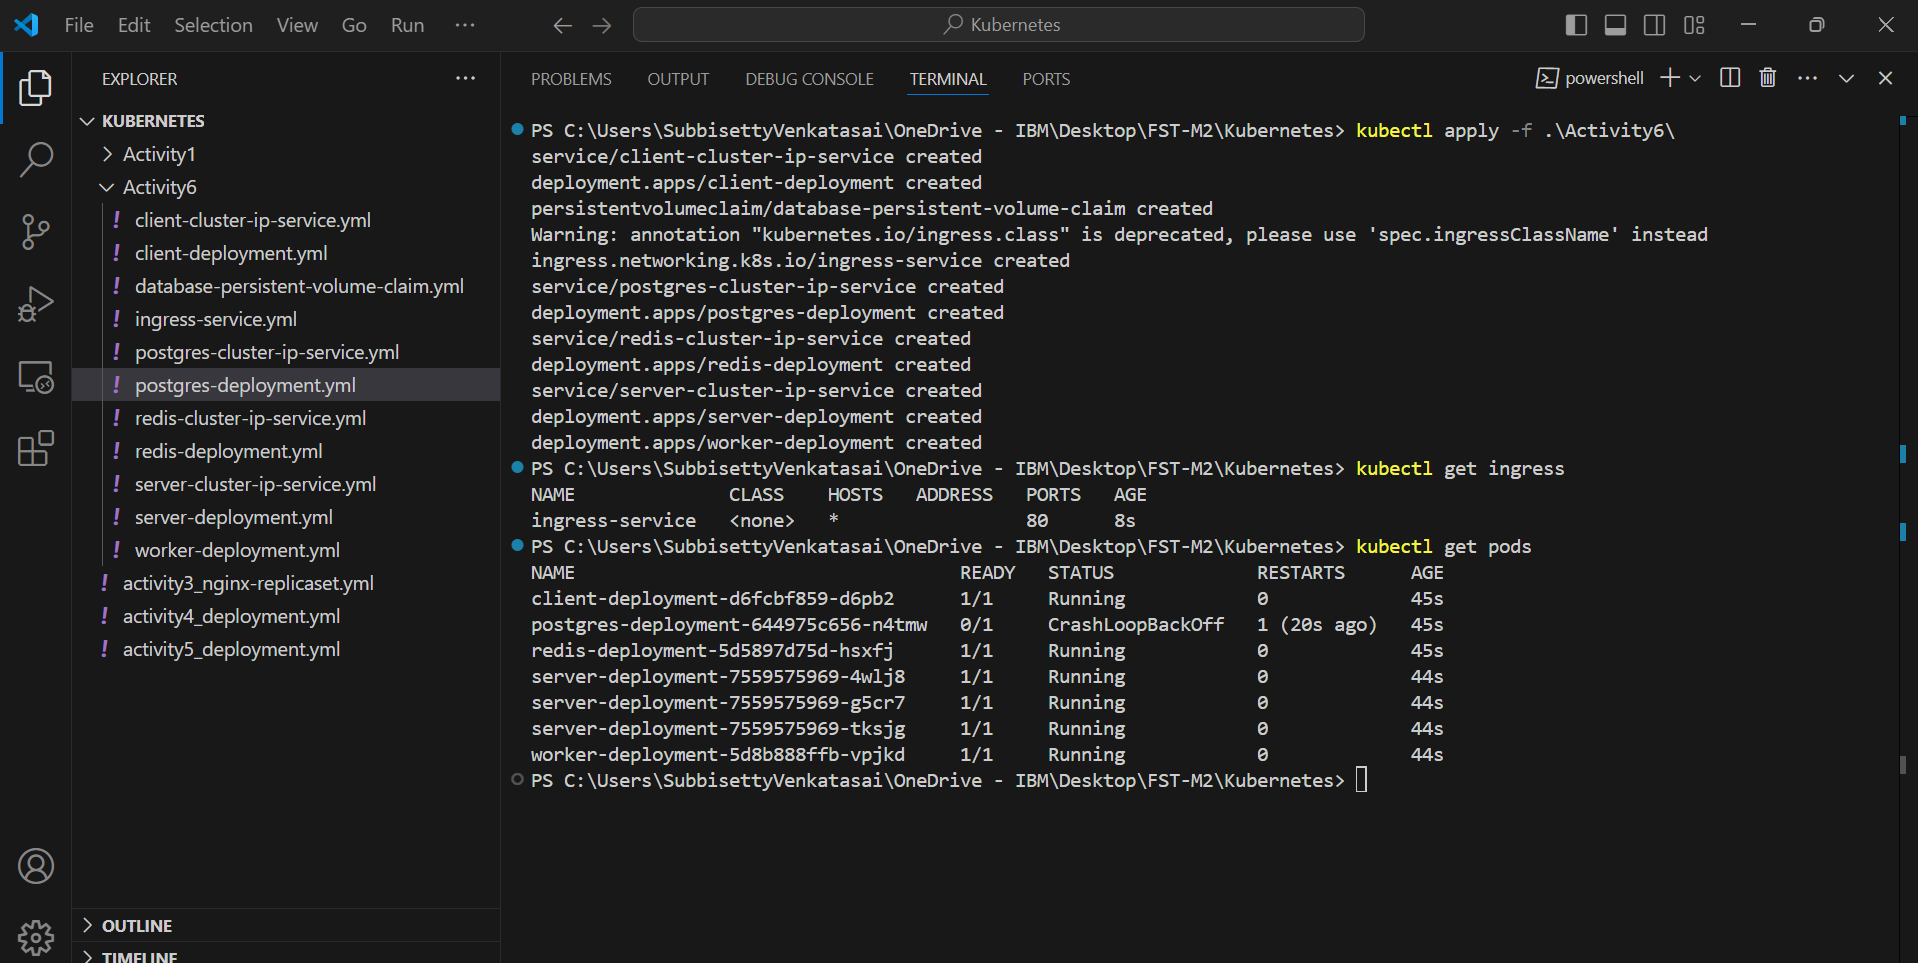 File Edit Selection View Go Run ··· Kubernetes
EXPLORER ···
KUBERNETES
Activity1
Activity6
! client-cluster-ip-service.yml
! client-deployment.yml
! database-persistent-volume-claim.yml
! ingress-service.yml
! postgres-cluster-ip-service.yml
! postgres-deployment.yml
! redis-cluster-ip-service.yml
! redis-deployment.yml
! server-cluster-ip-service.yml
! server-deployment.yml
! worker-deployment.yml
! activity3_nginx-replicaset.yml
! activity4_deployment.yml
! activity5_deployment.yml
OUTLINE
TIMELINE
PROBLEMS OUTPUT DEBUG CONSOLE TERMINAL PORTS powershell
PS C:\Users\SubbisettyVenkatasai\OneDrive - IBM\Desktop\FST-M2\Kubernetes> kubectl apply -f .\Activity6\
service/client-cluster-ip-service created
deployment.apps/client-deployment created
persistentvolumeclaim/database-persistent-volume-claim created
Warning: annotation "kubernetes.io/ingress.class" is deprecated, please use 'spec.ingressClassName' instead
ingress.networking.k8s.io/ingress-service created
service/postgres-cluster-ip-service created
deployment.apps/postgres-deployment created
service/redis-cluster-ip-service created
deployment.apps/redis-deployment created
service/server-cluster-ip-service created
deployment.apps/server-deployment created
deployment.apps/worker-deployment created
PS C:\Users\SubbisettyVenkatasai\OneDrive - IBM\Desktop\FST-M2\Kubernetes> kubectl get ingress
NAME CLASS HOSTS ADDRESS PORTS AGE
ingress-service <none> * 80 8s
PS C:\Users\SubbisettyVenkatasai\OneDrive - IBM\Desktop\FST-M2\Kubernetes> kubectl get pods
NAME READY STATUS RESTARTS AGE
client-deployment-d6fcbf859-d6pb2 1/1 Running 0 45s
postgres-deployment-644975c656-n4tmw 0/1 CrashLoopBackOff 1 (20s ago) 45s
redis-deployment-5d5897d75d-hsxfj 1/1 Running 0 45s
server-deployment-7559575969-4wlj8 1/1 Running 0 44s
server-deployment-7559575969-g5cr7 1/1 Running 0 44s
server-deployment-7559575969-tksjg 1/1 Running 0 44s
worker-deployment-5d8b888ffb-vpjkd 1/1 Running 0 44s
PS C:\Users\SubbisettyVenkatasai\OneDrive - IBM\Desktop\FST-M2\Kubernetes>